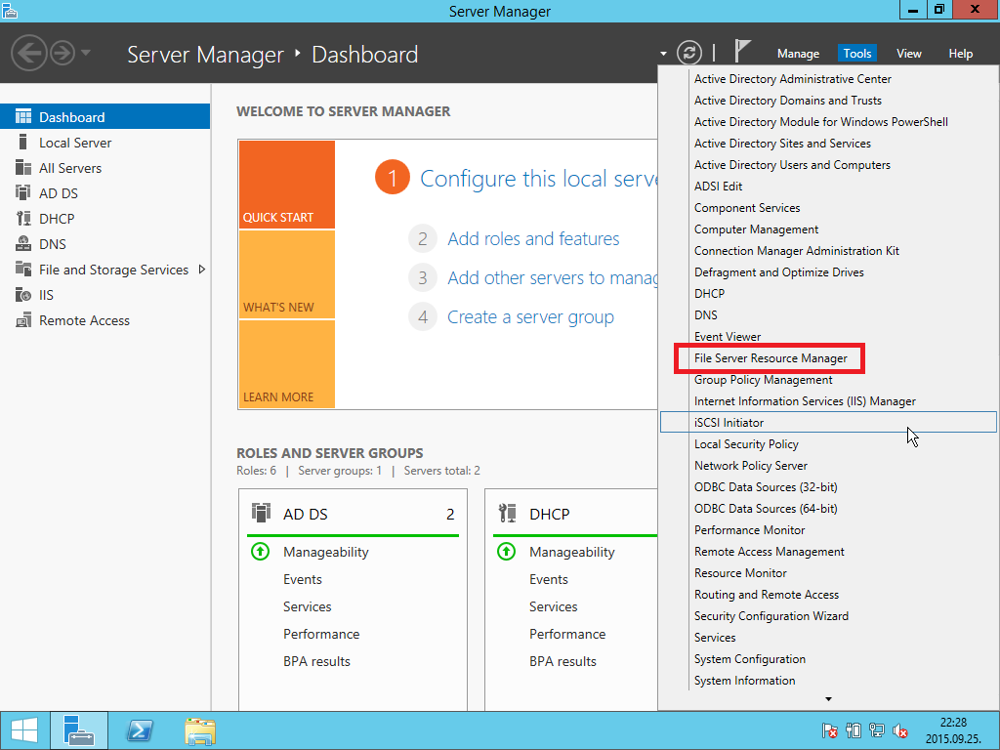 Server Manager
Server Manager ‣ Dashboard
Manage
Tools
View
Help
Dashboard
Local Server
All Servers
AD DS
DHCP
DNS
File and Storage Services
IIS
Remote Access
WELCOME TO SERVER MANAGER
QUICK START
WHAT'S NEW
LEARN MORE
1 Configure this local serve
2 Add roles and features
3 Add other servers to manag
4 Create a server group
ROLES AND SERVER GROUPS
Roles: 6 | Server groups: 1 | Servers total: 2
AD DS 2
Manageability
Events
Services
Performance
BPA results
DHCP
Manageability
Events
Services
Performance
BPA results
Active Directory Administrative Center
Active Directory Domains and Trusts
Active Directory Module for Windows PowerShell
Active Directory Sites and Services
Active Directory Users and Computers
ADSI Edit
Component Services
Computer Management
Connection Manager Administration Kit
Defragment and Optimize Drives
DHCP
DNS
Event Viewer
File Server Resource Manager
Group Policy Management
Internet Information Services (IIS) Manager
iSCSI Initiator
Local Security Policy
Network Policy Server
ODBC Data Sources (32-bit)
ODBC Data Sources (64-bit)
Performance Monitor
Remote Access Management
Resource Monitor
Routing and Remote Access
Security Configuration Wizard
Services
System Configuration
System Information
22:28
2015.09.25.